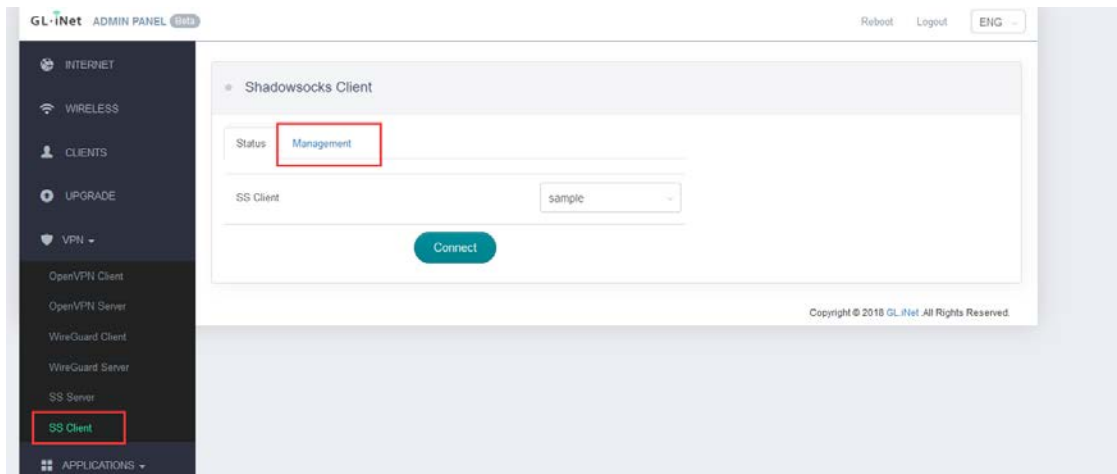 GL·iNet ADMIN PANEL Beta
Reboot Logout ENG
INTERNET
WIRELESS
CLIENTS
UPGRADE
VPN
OpenVPN Client
OpenVPN Server
WireGuard Client
WireGuard Server
SS Server
SS Client
APPLICATIONS
Shadowsocks Client
Status Management
SS Client sample
Connect
Copyright © 2018 GL.iNet .All Rights Reserved.